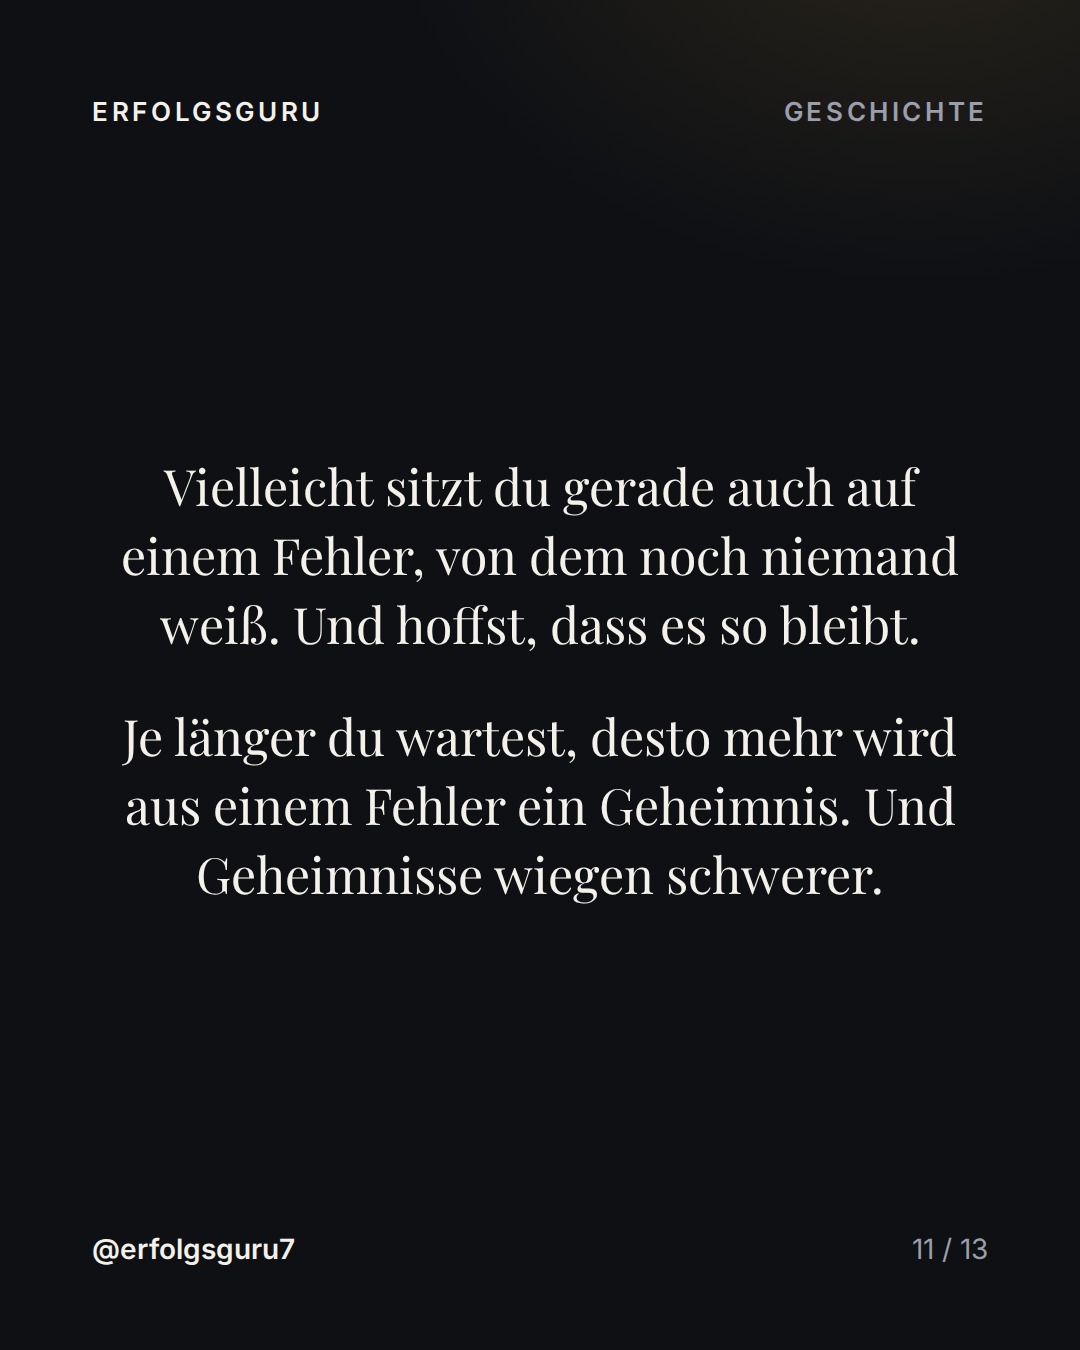 ERFOLGSGURU
GESCHICHTE
Vielleicht sitzt du gerade auch auf
einem Fehler, von dem noch niemand
weiß. Und hoffst, dass es so bleibt.
Je länger du wartest, desto mehr wird
aus einem Fehler ein Geheimnis. Und
Geheimnisse wiegen schwerer.
@erfolgsguru7
11 / 13